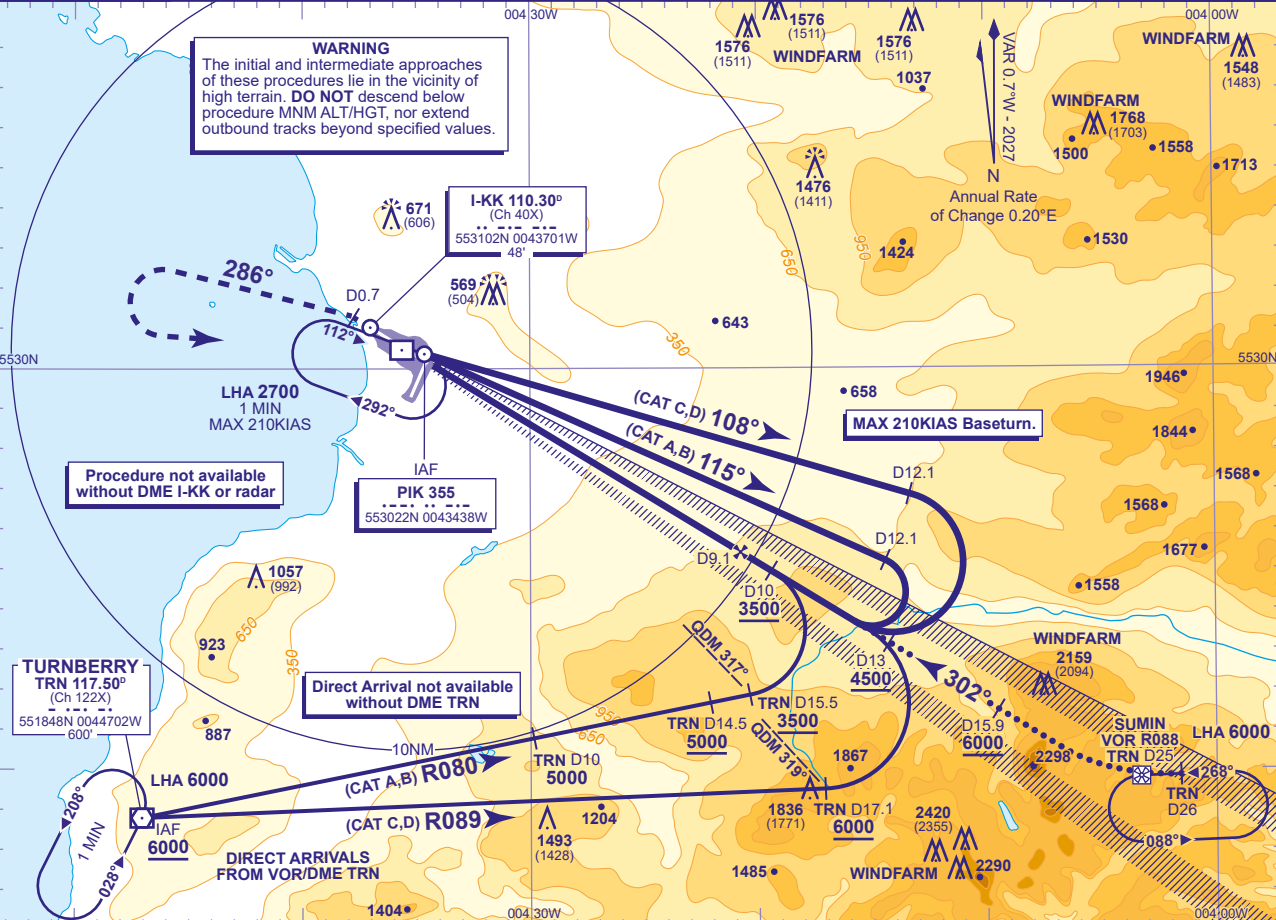 004'30W
004'00W
WARNING
The initial and intermediate approaches
of these procedures lie in the vicinity of
high terrain. DO NOT descend below
procedure MNM ALT/HGT, nor extend
outbound tracks beyond specified values.
1576
(1511)
1576
(1511)
WINDFARM
1576
(1511)
1037
VAR 0.7°W - 2027
N
Annual Rate
of Change 0.20°E
WINDFARM
1548
(1483)
WINDFARM
1768
(1703)
1500
1558
1713
1476
(1411)
1424
950
650
1530
671
(606)
I-KK 110.30ᴰ
(Ch 40X)
·· -·- -·-
553102N 0043701W
48'
569
(504)
286°
D0.7
112°
643
350
5530N
5530N
LHA 2700
1 MIN
MAX 210KIAS
292°
658
1946
(CAT C,D) 108°
(CAT A,B) 115°
MAX 210KIAS Baseturn.
1844
1568
1568
1677
1558
Procedure not available
without DME I-KK or radar
IAF
PIK 355
·--· ·· -·-
553022N 0043438W
D12.1
D12.1
D9.1
D10
3500
1057
(992)
650
923
350
QDM 317°
WINDFARM
2159
(2094)
D13
4500
302°
TURNBERRY
TRN 117.50ᴰ
(Ch 122X)
- ·-· -·
551848N 0044702W
600'
Direct Arrival not available
without DME TRN
887
10NM
950
650
TRN D15.5
3500
TRN D14.5
5000
QDM 319°
D15.9
6000
SUMIN
VOR R088
TRN D25
LHA 6000
2298
268°
TRN
D26
088°
TRN D10
5000
LHA 6000
(CAT A,B) R080
1867
208°
1 MIN
028°
IAF
6000
(CAT C,D) R089
1204
1493
(1428)
1836
(1771)
TRN D17.1
6000
2420
(2355)
2290
WINDFARM
DIRECT ARRIVALS
FROM VOR/DME TRN
1485
1404
004'30W
004'00W